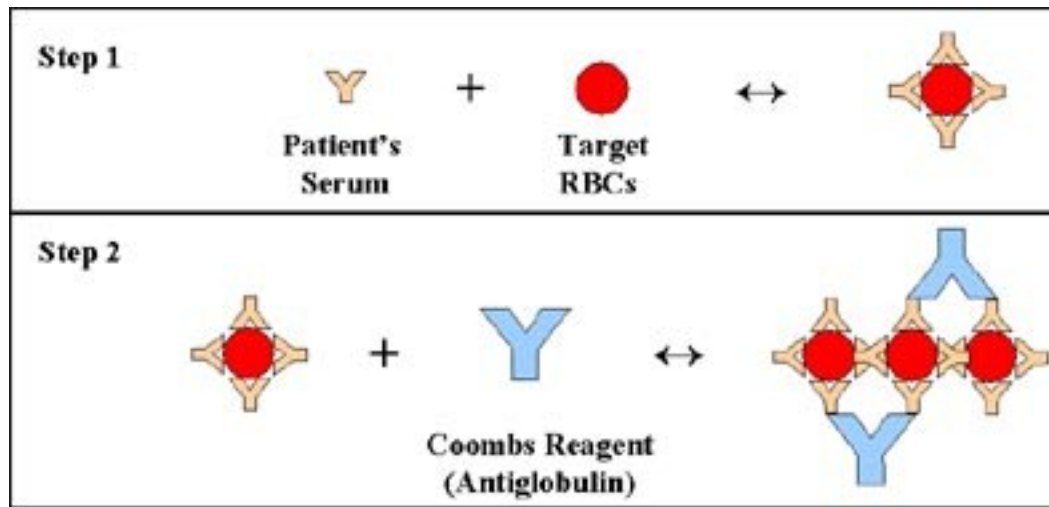 Step 1
+
↔
Patient's
Serum
Target
RBCs
Step 2
+
↔
Coombs Reagent
(Antiglobulin)